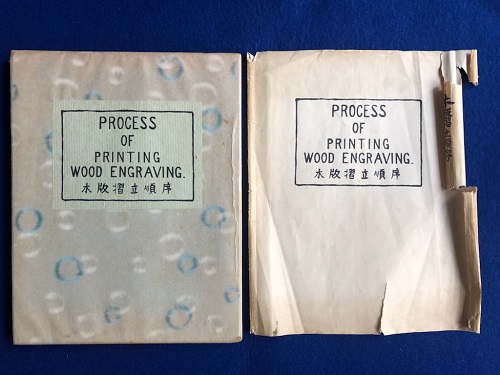 PROCESS
OF
PRINTING
WOOD ENGRAVING.
木版摺立順序
PROCESS
OF
PRINTING
WOOD ENGRAVING.
木版摺立順序